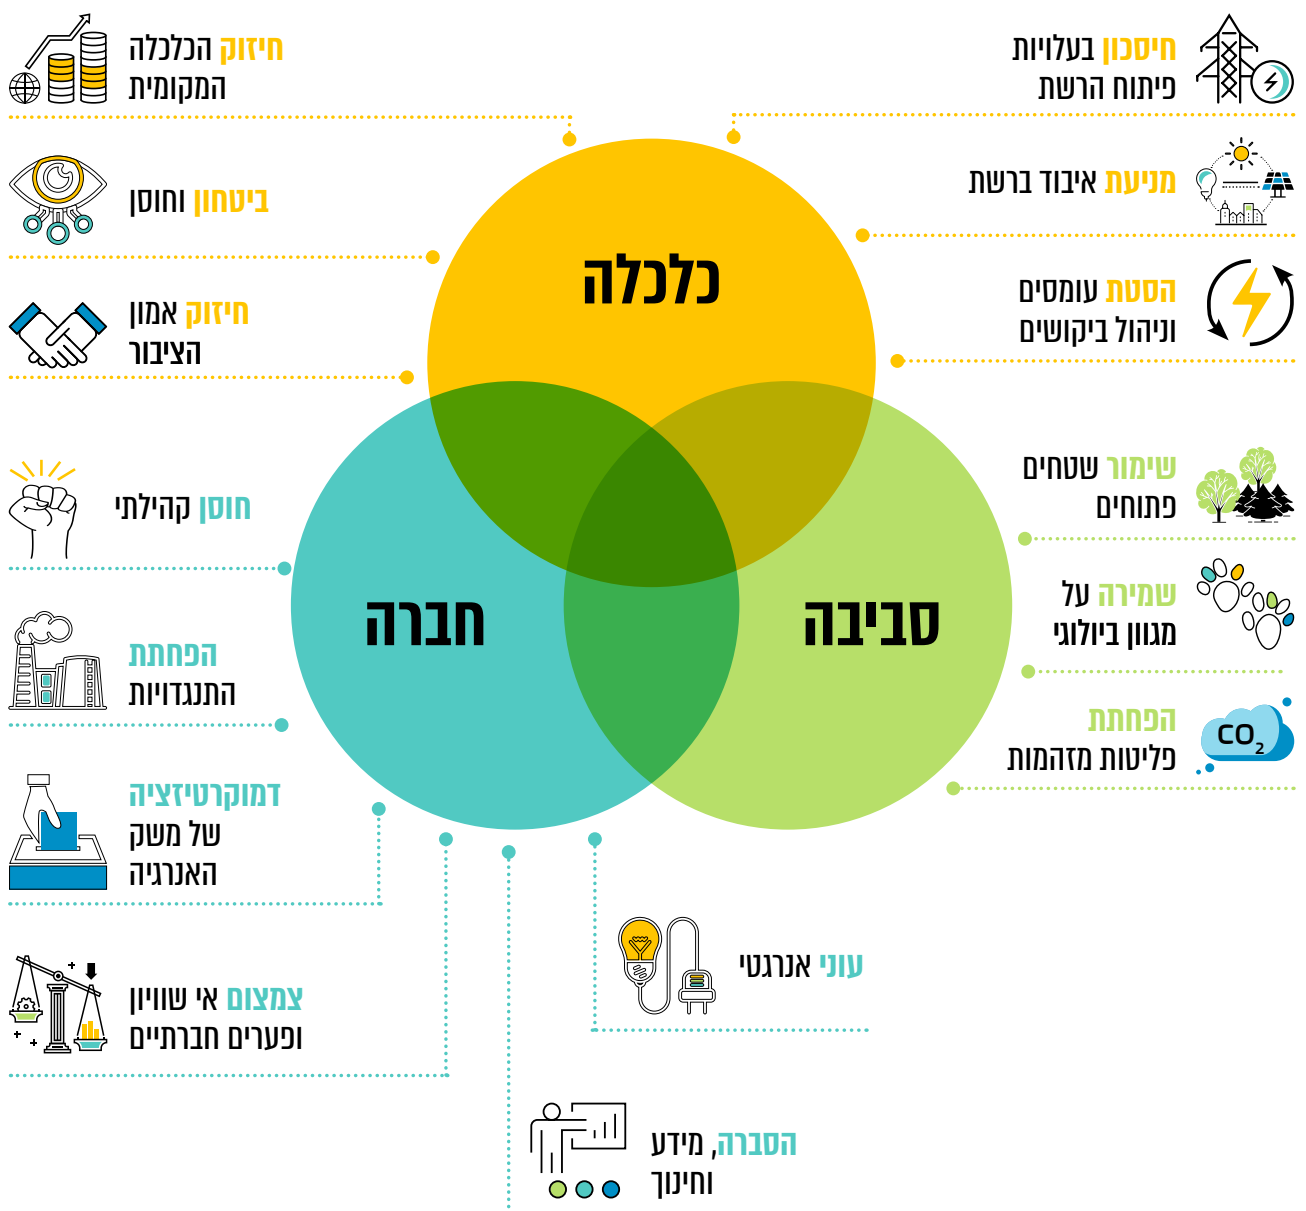 חיסכון בעלויות
פיתוח הרשת
מניעת איבוד ברשת
הסטת עומסים
וניהול ביקושים
חיזוק הכלכלה
המקומית
ביטחון וחוסן
חיזוק אמון
הציבור
כלכלה
סביבה
חברה
שימור שטחים
פתוחים
שמירה על
מגוון ביולוגי
הפחתת
פליטות מזהמות
CO2
חוסן קהילתי
הפחתת
התנגדויות
דמוקרטיזציה
של משק
האנרגיה
צמצום אי שוויון
ופערים חברתיים
עוני אנרגטי
הסברה, מידע
וחינוך